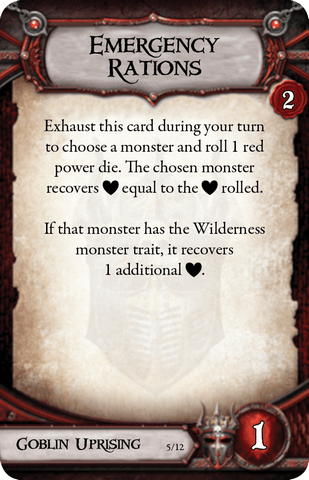 Emergency
Rations
2
Exhaust this card during your turn
to choose a monster and roll 1 red
power die. The chosen monster
recovers ♥ equal to the ♥ rolled.
If that monster has the Wilderness
monster trait, it recovers
1 additional ♥.
Goblin Uprising
5/12
1